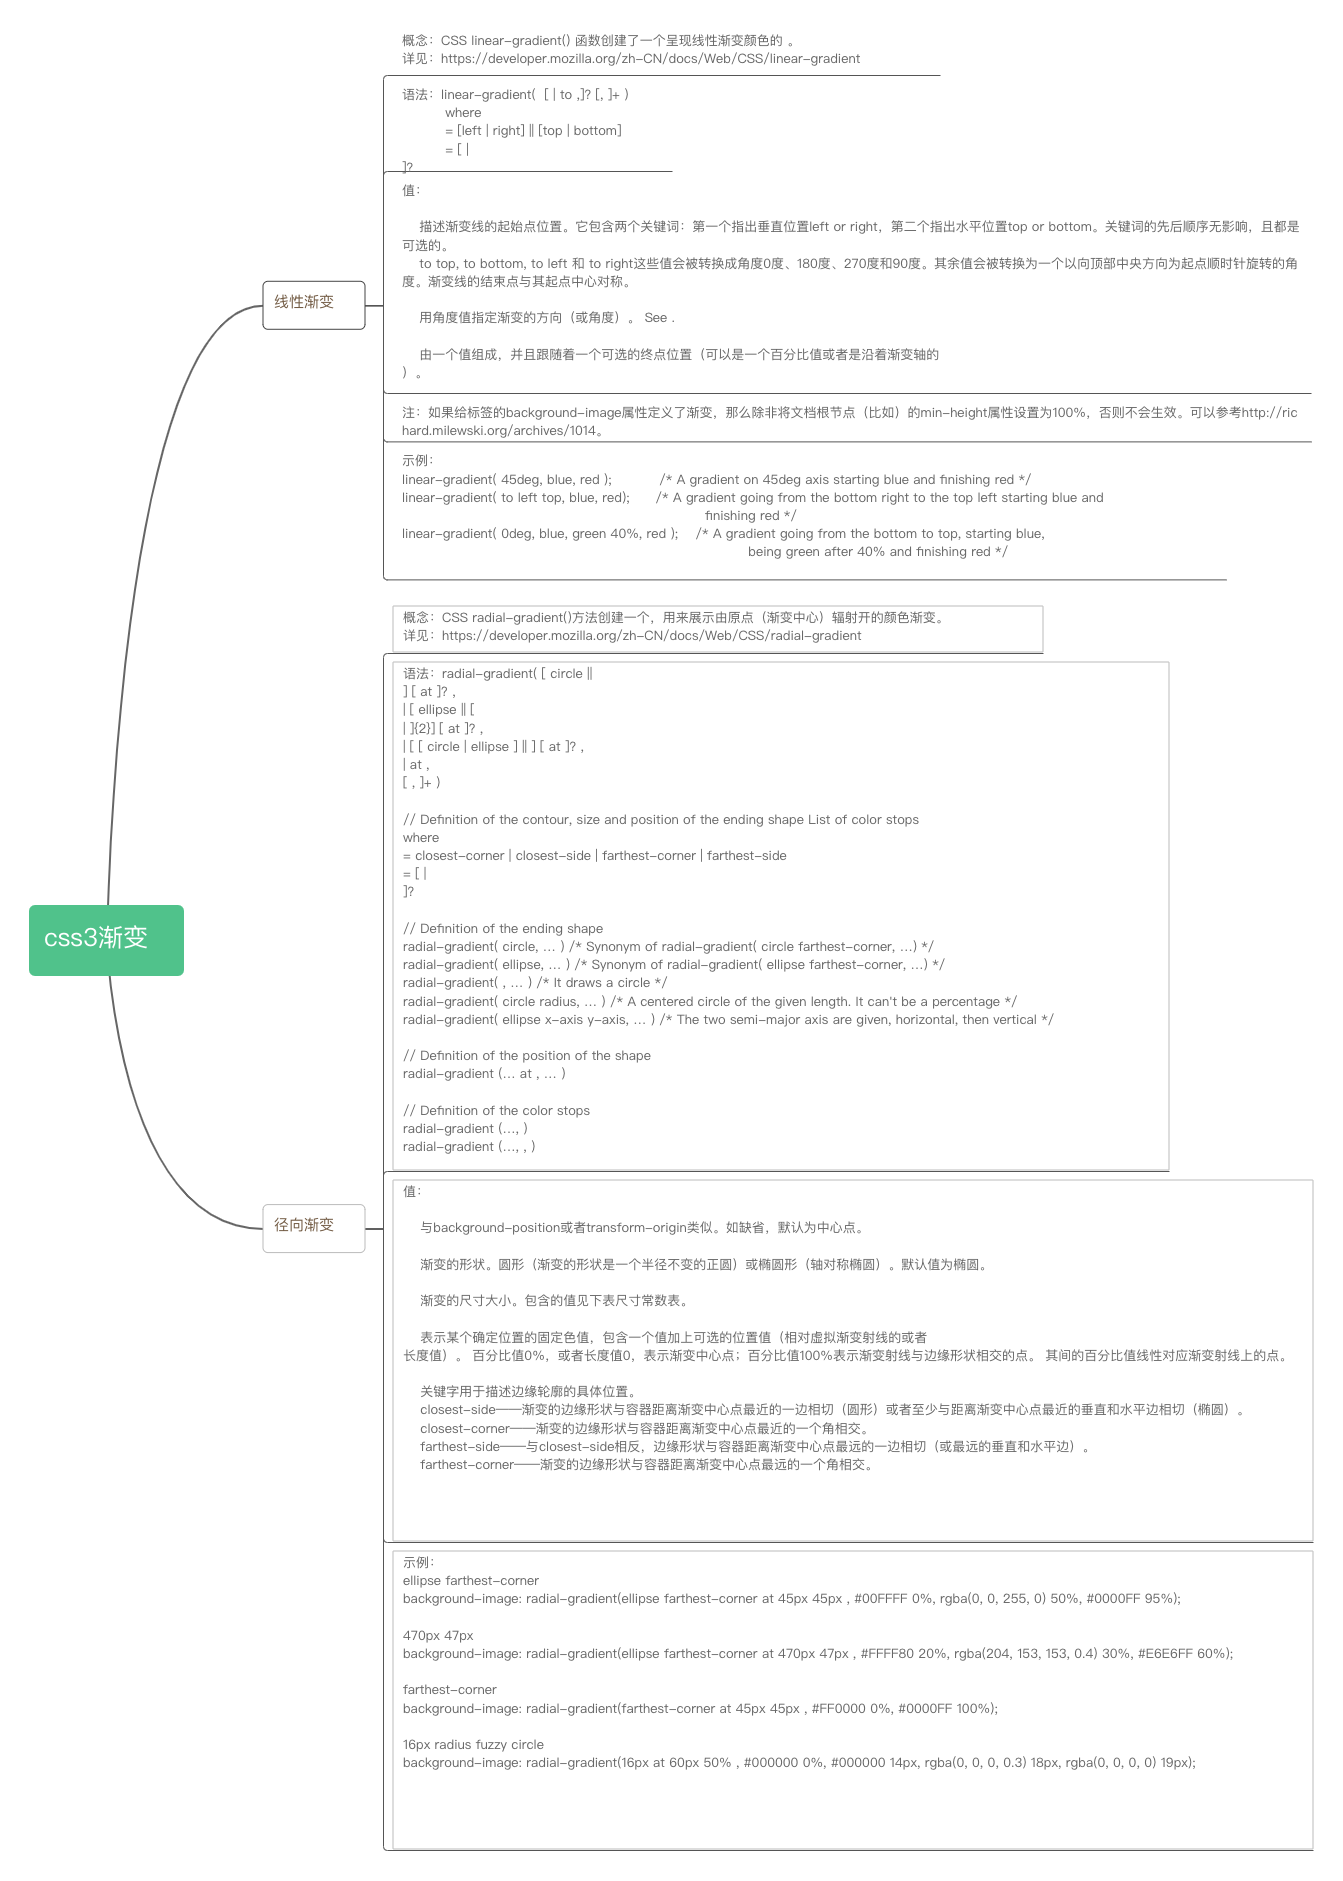 css3渐变
线性渐变
概念：CSS linear-gradient() 函数创建了一个呈现线性渐变颜色的 。
详见：https://developer.mozilla.org/zh-CN/docs/Web/CSS/linear-gradient
语法：linear-gradient(  [ | to ,]? [, ]+ )
where
= [left | right] || [top | bottom]
= [ |
]?
值：
描述渐变线的起始点位置。它包含两个关键词：第一个指出垂直位置left or right，第二个指出水平位置top or bottom。关键词的先后顺序无影响，且都是
可选的。
to top, to bottom, to left 和 to right这些值会被转换成角度0度、180度、270度和90度。其余值会被转换为一个以向顶部中央方向为起点顺时针旋转的角
度。渐变线的结束点与其起点中心对称。
用角度值指定渐变的方向（或角度）。 See .
由一个值组成，并且跟随着一个可选的终点位置（可以是一个百分比值或者是沿着渐变轴的
）。
注：如果给标签的background-image属性定义了渐变，那么除非将文档根节点（比如）的min-height属性设置为100%，否则不会生效。可以参考http://ric
hard.milewski.org/archives/1014。
示例：
linear-gradient( 45deg, blue, red );           /* A gradient on 45deg axis starting blue and finishing red */
linear-gradient( to left top, blue, red);      /* A gradient going from the bottom right to the top left starting blue and
finishing red */
linear-gradient( 0deg, blue, green 40%, red );    /* A gradient going from the bottom to top, starting blue,
being green after 40% and finishing red */
径向渐变
概念：CSS radial-gradient()方法创建一个，用来展示由原点（渐变中心）辐射开的颜色渐变。
详见：https://developer.mozilla.org/zh-CN/docs/Web/CSS/radial-gradient
语法：radial-gradient( [ circle ||
] [ at ]? ,
| [ ellipse || [
| ]{2}] [ at ]? ,
| [ [ circle | ellipse ] || ] [ at ]? ,
| at ,
[ , ]+ )
// Definition of the contour, size and position of the ending shape List of color stops
where
= closest-corner | closest-side | farthest-corner | farthest-side
= [ |
]?
// Definition of the ending shape
radial-gradient( circle, … ) /* Synonym of radial-gradient( circle farthest-corner, …) */
radial-gradient( ellipse, … ) /* Synonym of radial-gradient( ellipse farthest-corner, …) */
radial-gradient( , … ) /* It draws a circle */
radial-gradient( circle radius, … ) /* A centered circle of the given length. It can't be a percentage */
radial-gradient( ellipse x-axis y-axis, … ) /* The two semi-major axis are given, horizontal, then vertical */
// Definition of the position of the shape
radial-gradient (… at , … )
// Definition of the color stops
radial-gradient (…, )
radial-gradient (…, , )
值：
与background-position或者transform-origin类似。如缺省，默认为中心点。
渐变的形状。圆形（渐变的形状是一个半径不变的正圆）或椭圆形（轴对称椭圆）。默认值为椭圆。
渐变的尺寸大小。包含的值见下表尺寸常数表。
表示某个确定位置的固定色值，包含一个值加上可选的位置值（相对虚拟渐变射线的或者
长度值）。 百分比值0%，或者长度值0，表示渐变中心点；百分比值100%表示渐变射线与边缘形状相交的点。 其间的百分比值线性对应渐变射线上的点。
关键字用于描述边缘轮廓的具体位置。
closest-side——渐变的边缘形状与容器距离渐变中心点最近的一边相切（圆形）或者至少与距离渐变中心点最近的垂直和水平边相切（椭圆）。
closest-corner——渐变的边缘形状与容器距离渐变中心点最近的一个角相交。
farthest-side——与closest-side相反，边缘形状与容器距离渐变中心点最远的一边相切（或最远的垂直和水平边）。
farthest-corner——渐变的边缘形状与容器距离渐变中心点最远的一个角相交。
示例：
ellipse farthest-corner
background-image: radial-gradient(ellipse farthest-corner at 45px 45px , #00FFFF 0%, rgba(0, 0, 255, 0) 50%, #0000FF 95%);
470px 47px
background-image: radial-gradient(ellipse farthest-corner at 470px 47px , #FFFF80 20%, rgba(204, 153, 153, 0.4) 30%, #E6E6FF 60%);
farthest-corner
background-image: radial-gradient(farthest-corner at 45px 45px , #FF0000 0%, #0000FF 100%);
16px radius fuzzy circle
background-image: radial-gradient(16px at 60px 50% , #000000 0%, #000000 14px, rgba(0, 0, 0, 0.3) 18px, rgba(0, 0, 0, 0) 19px);